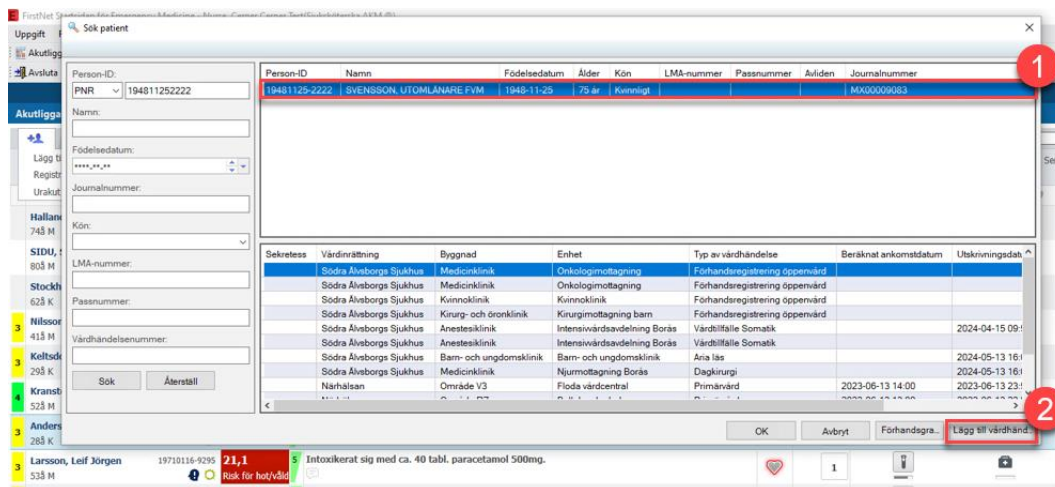 FirstNet Startsidan för Emergency Medicine - Nurse, Casper Casper Test(Sjuksköterska AKM @)
Uppgift
Akutligg
Avsluta
Akutligga
Lägg ti
Registr
Urakut
Halland
74å M
SIDU,
80å M
Stockh
62å K
3 Nilsson
41å M
3 Keltsd
29å K
4 Kranst
52å M
3 Anders
28å K
Sök patient
Person-ID:
PNR 194811252222
Namn:
Födelsedatum:
****-**-**
Journalnummer:
Kön:
LMA-nummer:
Passnummer:
Vårdhändelsenummer:
Sök Återställ
Person-ID Namn Födelsedatum Ålder Kön LMA-nummer Passnummer Avliden Journalnummer
19481125-2222 SVENSSON, UTOMLÄNARE FVM 1948-11-25 75 år Kvinnligt MX00009083
1
Sekretess Vårdinrättning Byggnad Enhet Typ av vårdhändelse Beräknat ankomstdatum Utskrivningsdatu
Södra Älvsborgs Sjukhus Medicinklinik Onkologimottagning Förhandsregistrering öppenvård
Södra Älvsborgs Sjukhus Medicinklinik Onkologimottagning Förhandsregistrering öppenvård
Södra Älvsborgs Sjukhus Kvinnoklinik Kvinnoklinik Förhandsregistrering öppenvård
Södra Älvsborgs Sjukhus Kirurg- och öronklinik Kirurgimottagning barn Förhandsregistrering öppenvård
Södra Älvsborgs Sjukhus Anestesiklinik Intensivvårdsavdelning Borås Vårdtillfälle Somatik 2024-04-15 09:
Södra Älvsborgs Sjukhus Anestesiklinik Intensivvårdsavdelning Borås Vårdtillfälle Somatik
Södra Älvsborgs Sjukhus Barn- och ungdomsklinik Barn- och ungdomsklinik Aria läs 2024-05-13 16:
Södra Älvsborgs Sjukhus Medicinklinik Njurmottagning Borås Dagkirurgi 2024-05-13 16:
Närhälsan Område V3 Floda vårdcentral Primärvård 2023-06-13 14:00 2023-06-13 23:
2
OK Avbryt Förhandsgra... Lägg till vårdhänd...
3 Larsson, Leif Jörgen 19710116-9295 21,1 5 Intoxikerat sig med ca. 40 tabl. paracetamol 500mg.
53å M Risk för hot/våld 1